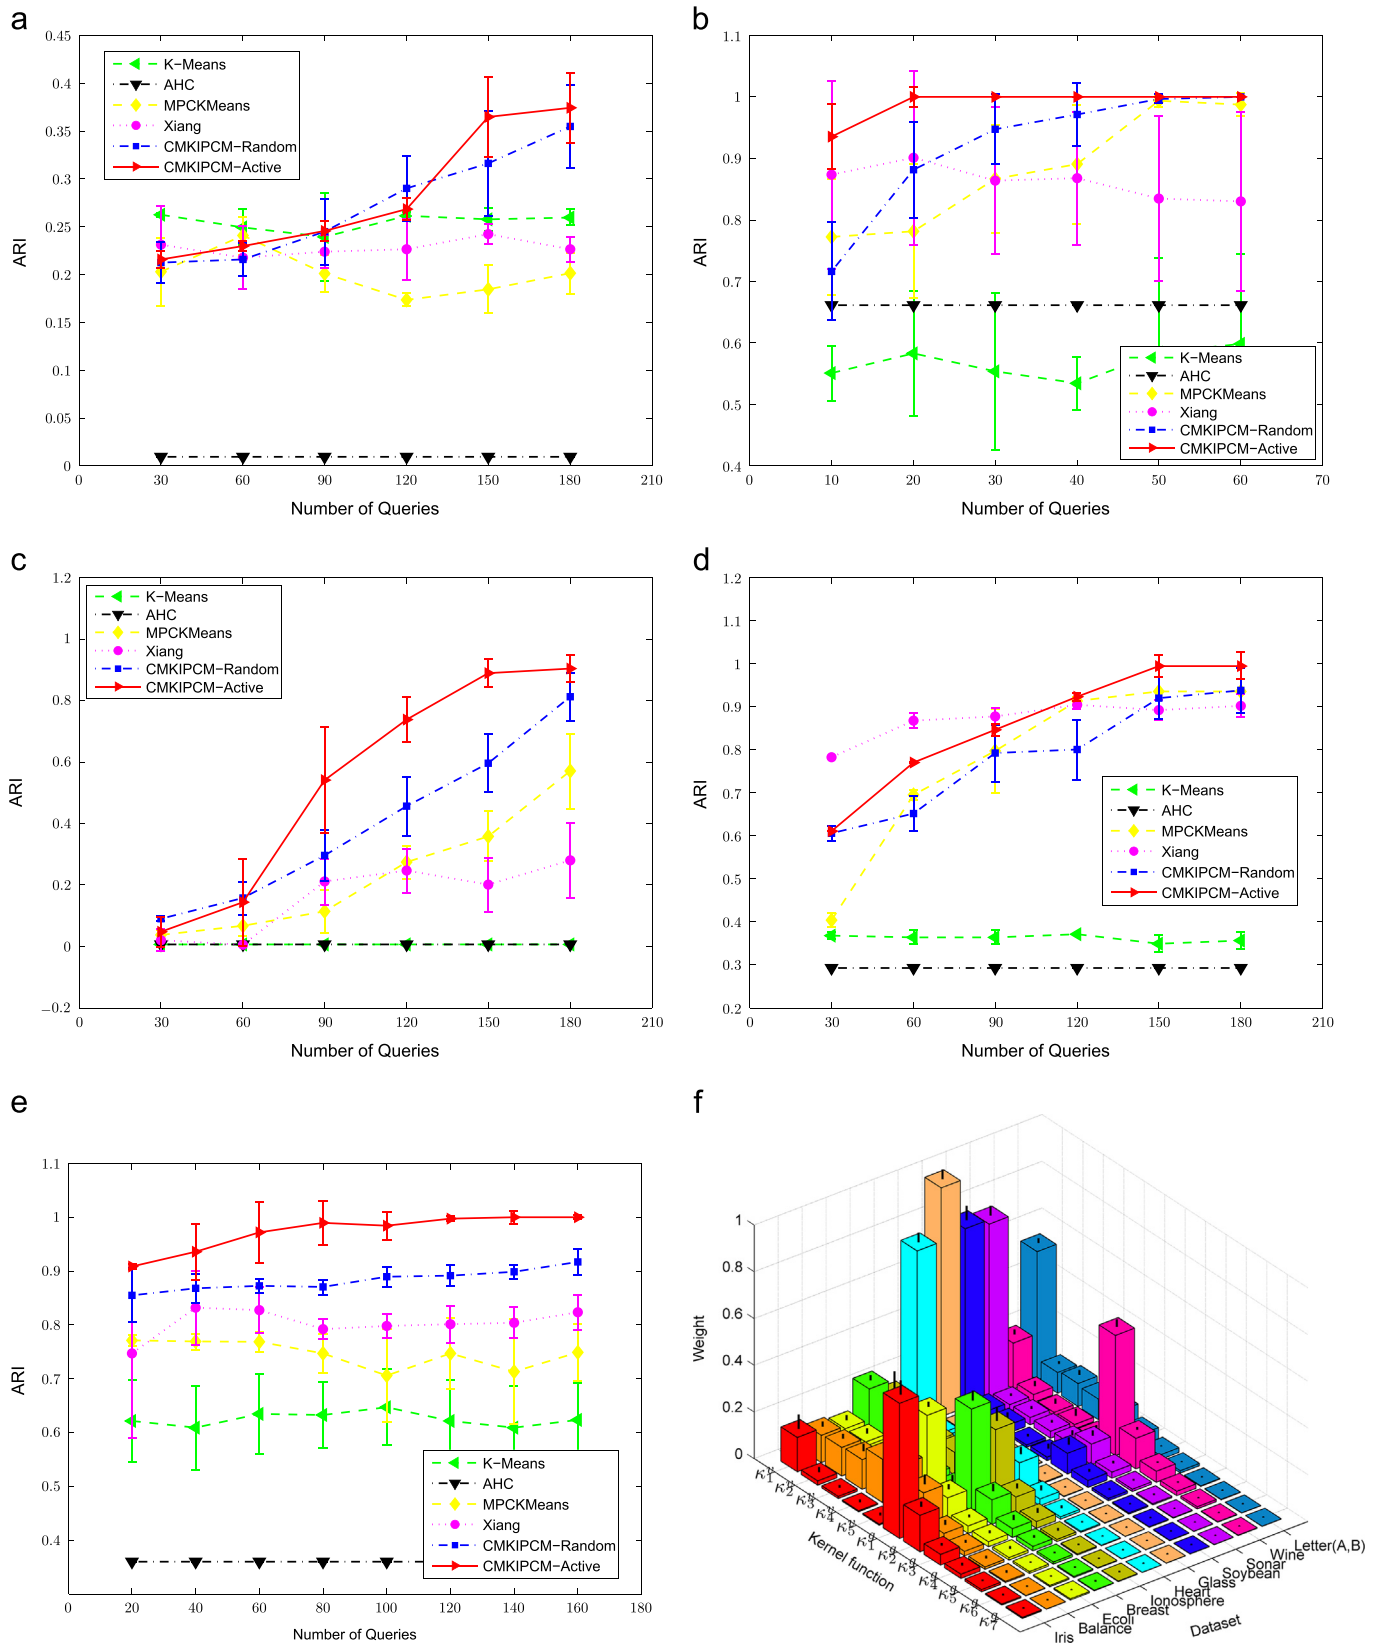 a
0.45
0.4
0.35
0.3
0.25
0.2
0.15
0.1
0.05
0
ARI
K−Means
AHC
MPCKMeans
Xiang
CMKIPCM−Random
CMKIPCM−Active
0 30 60 90 120 150 180 210
Number of Queries
b
1.1
1
0.9
0.8
0.7
0.6
0.5
0.4
ARI
K−Means
AHC
MPCKMeans
Xiang
CMKIPCM−Random
CMKIPCM−Active
0 10 20 30 40 50 60 70
Number of Queries
c
1.2
1
0.8
0.6
0.4
0.2
0
−0.2
ARI
K−Means
AHC
MPCKMeans
Xiang
CMKIPCM−Random
CMKIPCM−Active
0 30 60 90 120 150 180 210
Number of Queries
d
1.2
1.1
1
0.9
0.8
0.7
0.6
0.5
0.4
0.3
0.2
ARI
K−Means
AHC
MPCKMeans
Xiang
CMKIPCM−Random
CMKIPCM−Active
0 30 60 90 120 150 180 210
Number of Queries
e
1.1
1
0.9
0.8
0.7
0.6
0.5
0.4
ARI
K−Means
AHC
MPCKMeans
Xiang
CMKIPCM−Random
CMKIPCM−Active
0 20 40 60 80 100 120 140 160 180
Number of Queries
f
1
0.8
0.6
0.4
0.2
0
Weight
Kernel function
Iris
Balance
Ecoli
Breast
Ionosphere
Heart
Glass
Soybean
Sonar
Wine
Letter(A,B)
Dataset